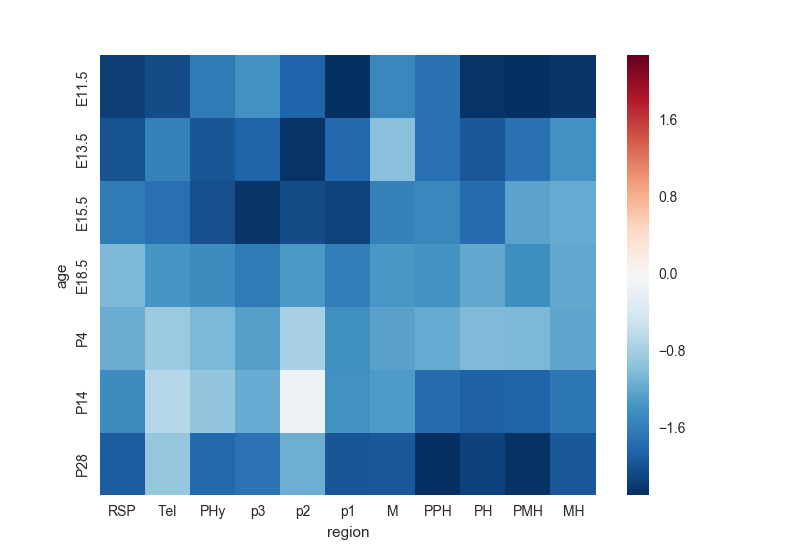 E11.5
E13.5
E15.5
E18.5
P4
P14
P28
age
RSP Tel PHy p3 p2 p1 M PPH PH PMH MH
region
1.6
0.8
0.0
−0.8
−1.6